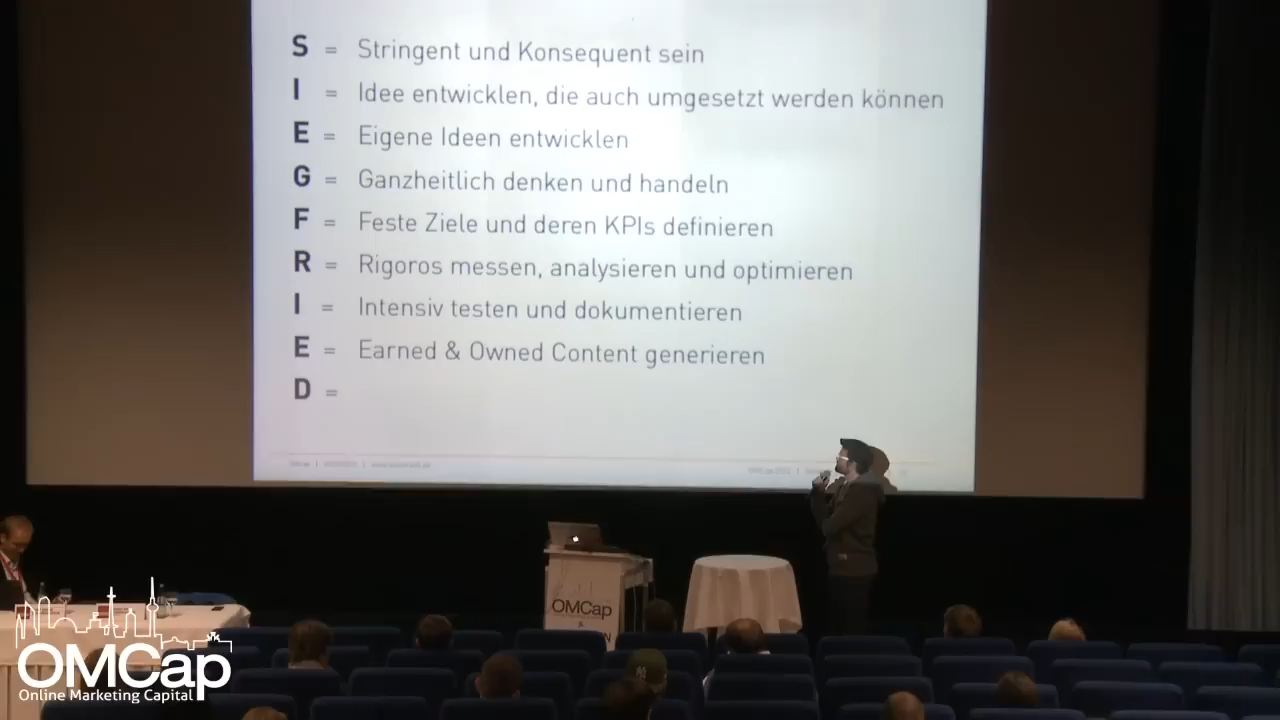 S = Stringent und Konsequent sein
I = Idee entwicklen, die auch umgesetzt werden können
E = Eigene Ideen entwicklen
G = Ganzheitlich denken und handeln
F = Feste Ziele und deren KPIs definieren
R = Rigoros messen, analysieren und optimieren
I = Intensiv testen und dokumentieren
E = Earned & Owned Content generieren
D =
OMCap
&
OMCap
Online Marketing Capital